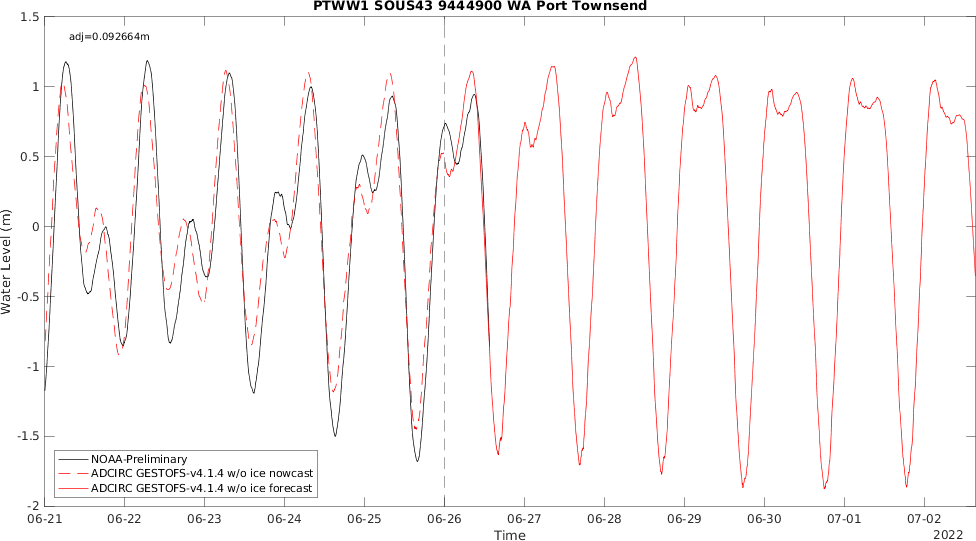 PTWW1 SOUS43 9444900 WA Port Townsend
adj=0.092664m
1.5
1
0.5
0
-0.5
-1
-1.5
-2
Water Level (m)
NOAA-Preliminary
ADCIRC GESTOFS-v4.1.4 w/o ice nowcast
ADCIRC GESTOFS-v4.1.4 w/o ice forecast
06-21 06-22 06-23 06-24 06-25 06-26 06-27 06-28 06-29 06-30 07-01 07-02
Time
2022